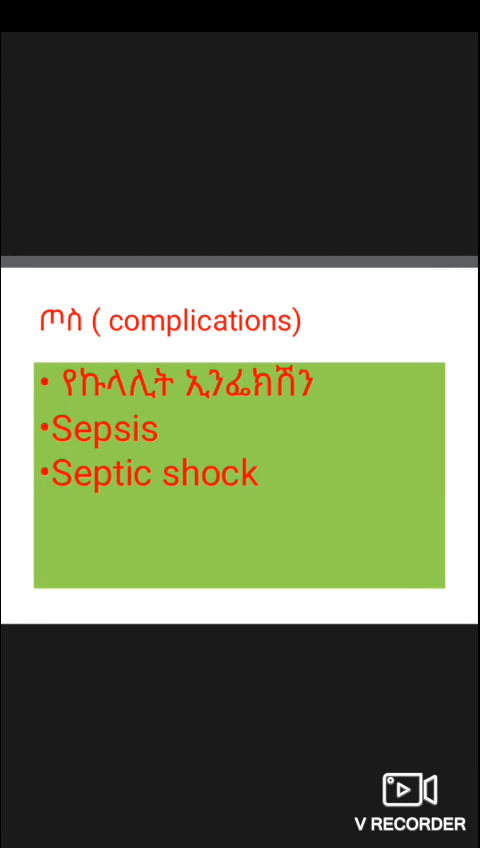 ጦስ ( complications)
• የኩላሊት ኢንፌክሽን
•Sepsis
•Septic shock
V RECORDER